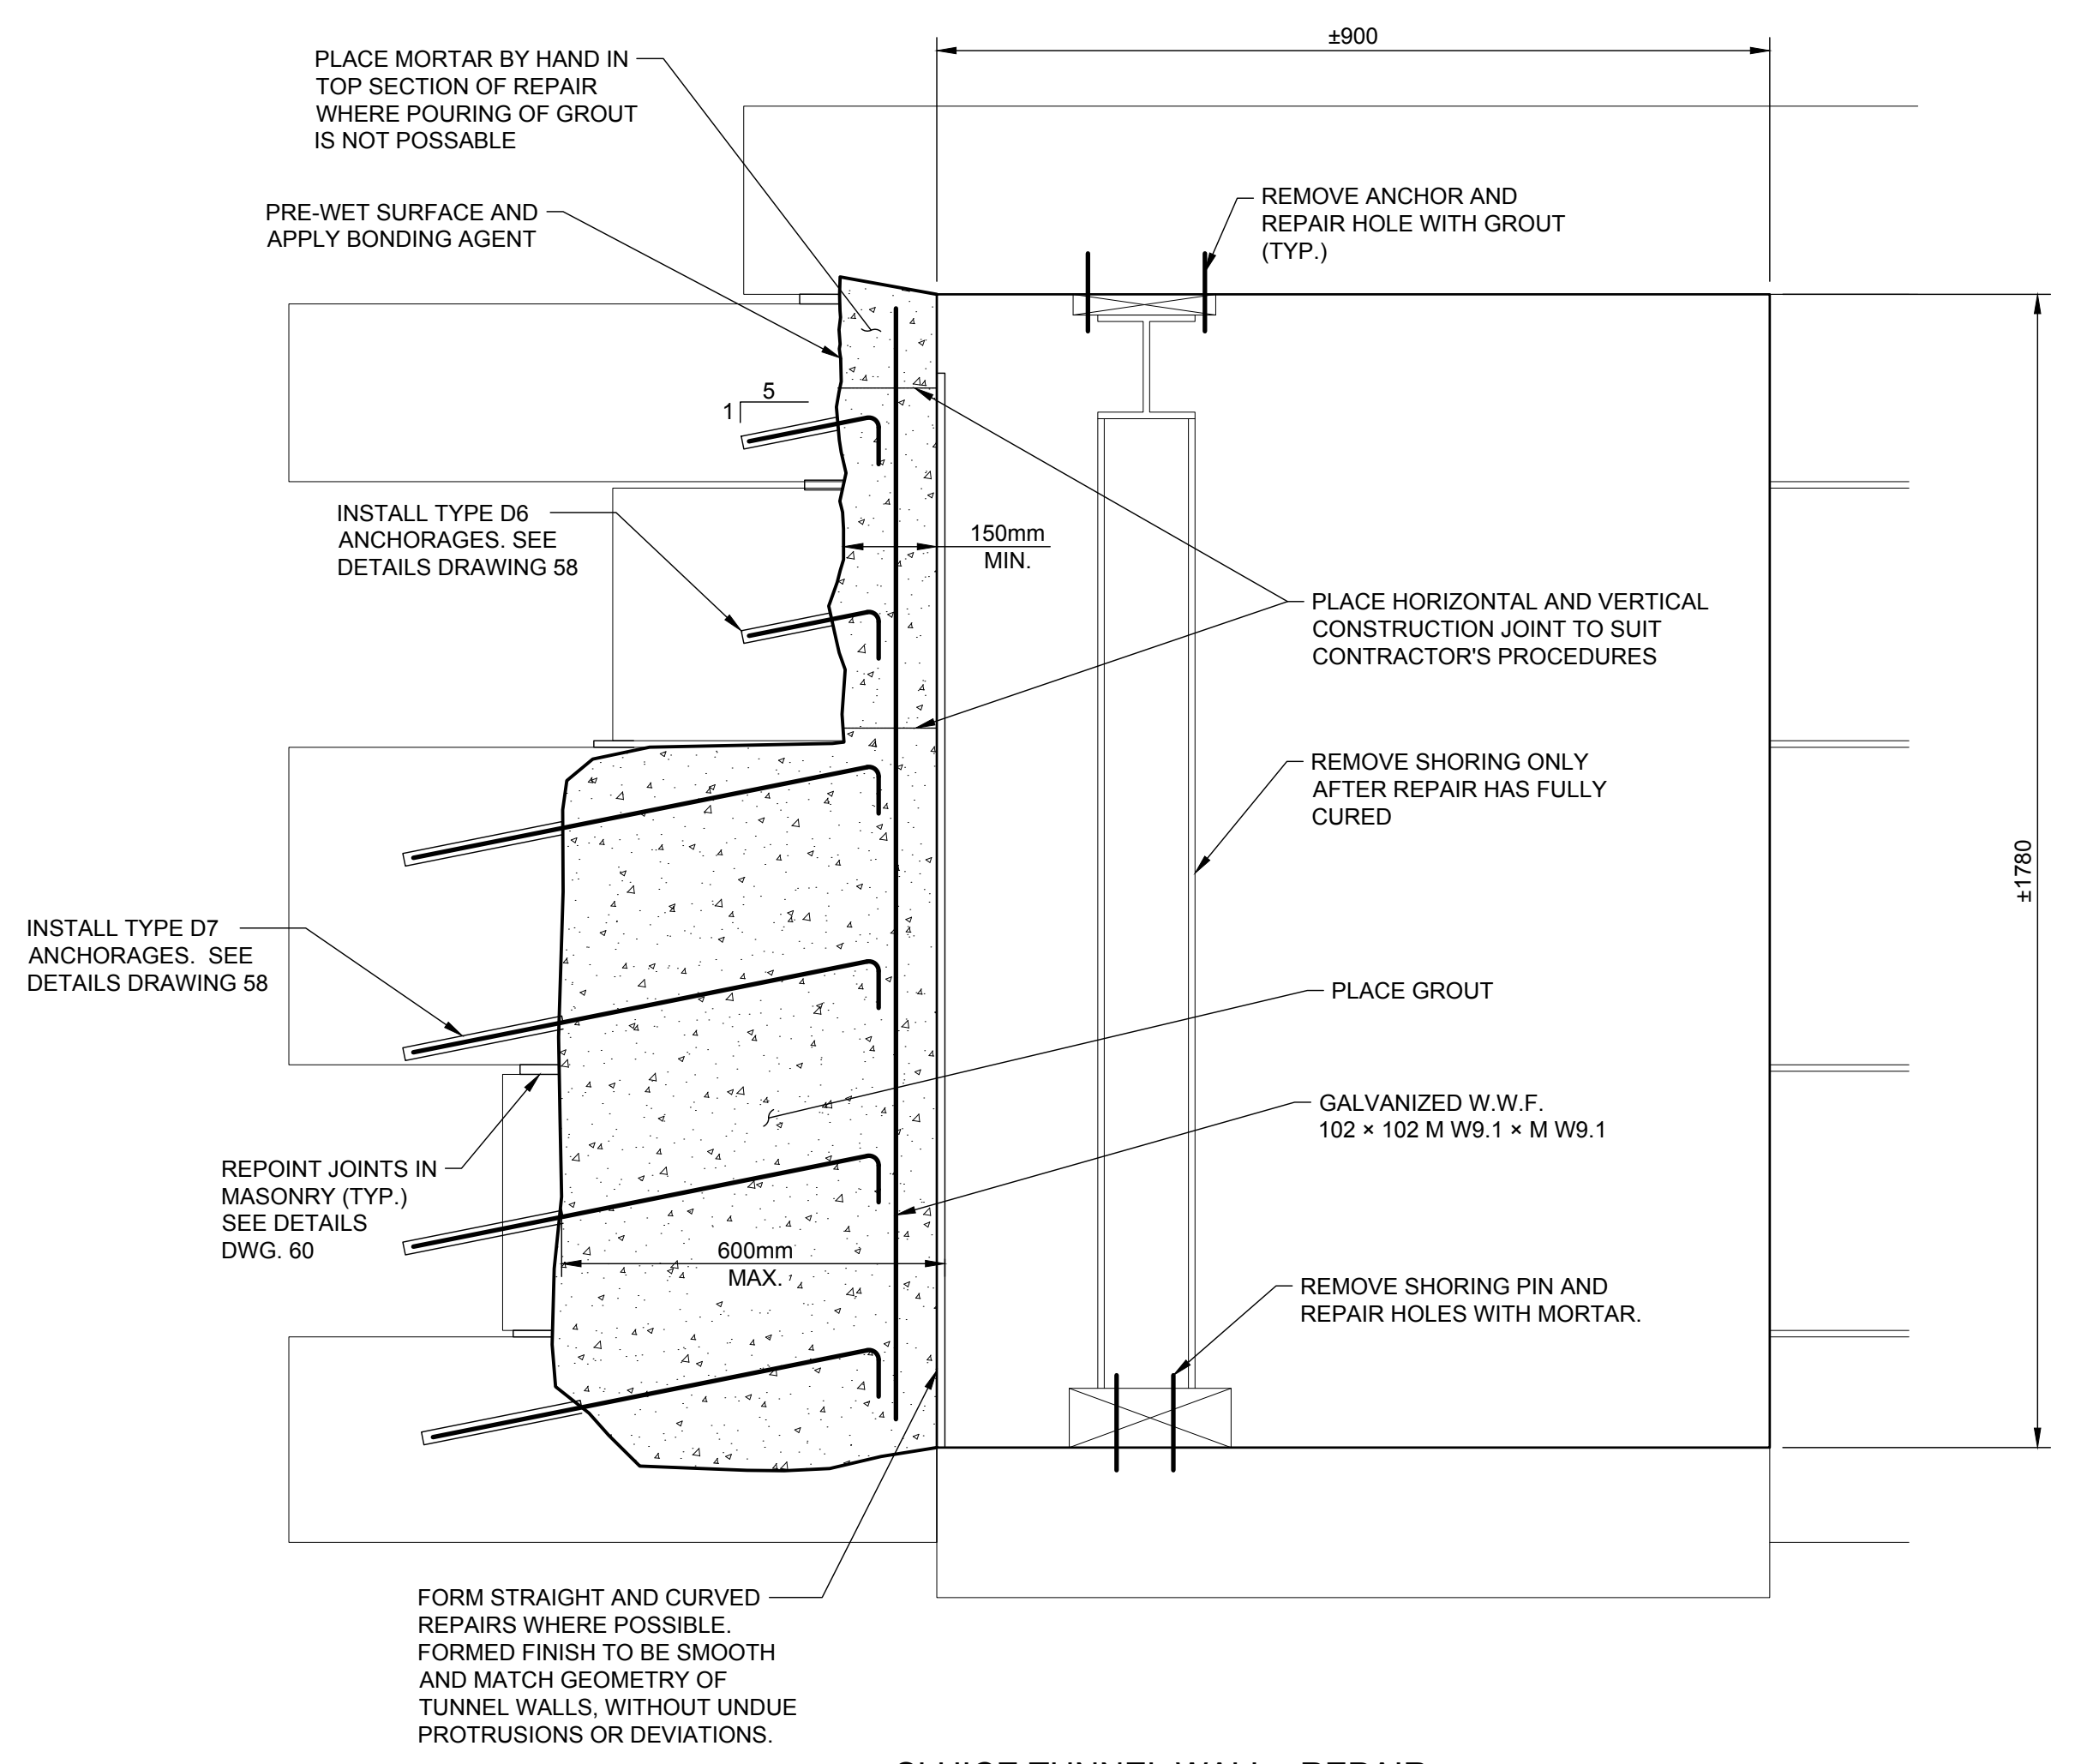 ±900
PLACE MORTAR BY HAND IN
TOP SECTION OF REPAIR
WHERE POURING OF GROUT
IS NOT POSSABLE
REMOVE ANCHOR AND
REPAIR HOLE WITH GROUT
(TYP.)
PRE-WET SURFACE AND
APPLY BONDING AGENT
5
1
INSTALL TYPE D6
ANCHORAGES. SEE
DETAILS DRAWING 58
150mm
MIN.
PLACE HORIZONTAL AND VERTICAL
CONSTRUCTION JOINT TO SUIT
CONTRACTOR'S PROCEDURES
REMOVE SHORING ONLY
AFTER REPAIR HAS FULLY
CURED
±1780
INSTALL TYPE D7
ANCHORAGES. SEE
DETAILS DRAWING 58
PLACE GROUT
GALVANIZED W.W.F.
102 × 102 M W9.1 × M W9.1
REPOINT JOINTS IN
MASONRY (TYP.)
SEE DETAILS
DWG. 60
600mm
MAX.
REMOVE SHORING PIN AND
REPAIR HOLES WITH MORTAR.
FORM STRAIGHT AND CURVED
REPAIRS WHERE POSSIBLE.
FORMED FINISH TO BE SMOOTH
AND MATCH GEOMETRY OF
TUNNEL WALLS, WITHOUT UNDUE
PROTRUSIONS OR DEVIATIONS.
SLUICE TUNNEL WALL REPAIR